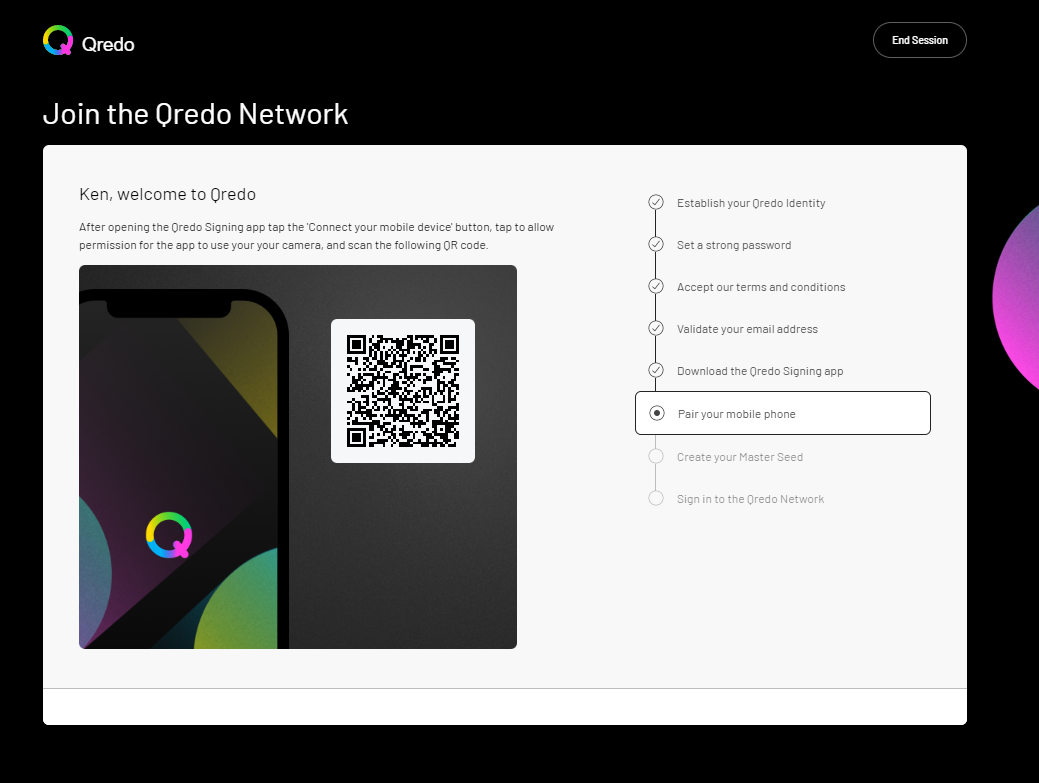 Qredo
End Session
Join the Qredo Network
Ken, welcome to Qredo
After opening the Qredo Signing app tap the 'Connect your mobile device' button, tap to allow
permission for the app to use your your camera, and scan the following QR code.
Establish your Qredo Identity
Set a strong password
Accept our terms and conditions
Validate your email address
Download the Qredo Signing app
Pair your mobile phone
Create your Master Seed
Sign in to the Qredo Network